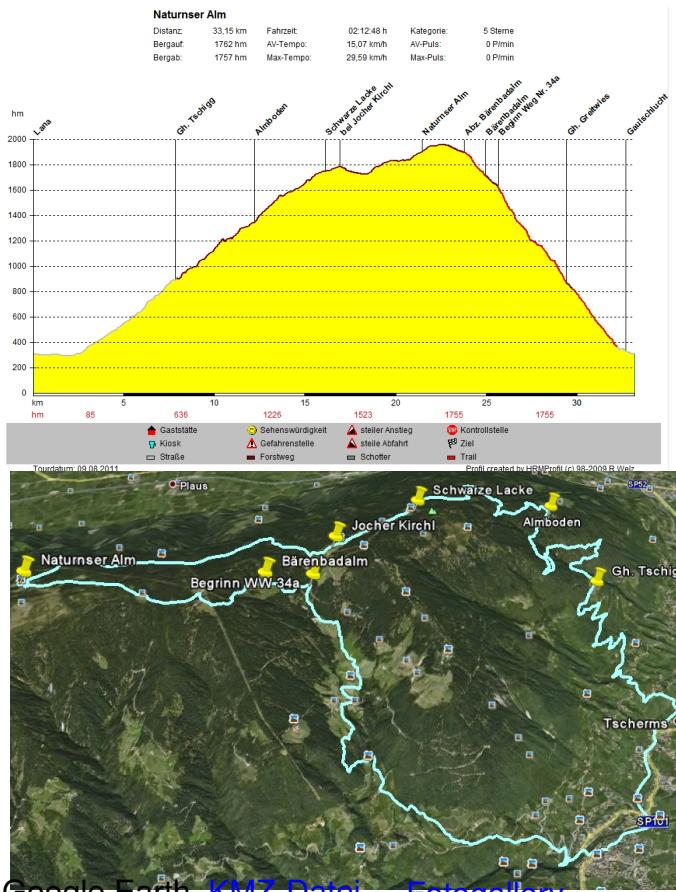 Naturnser Alm
Distanz: 33,15 km Fahrzeit: 02:12:48 h Kategorie: 5 Sterne
Bergauf: 1762 hm AV-Tempo: 15,07 km/h AV-Puls: 0 P/min
Bergab: 1757 hm Max-Tempo: 29,59 km/h Max-Puls: 0 P/min
hm
Lana
Gh. Tschigg
Almboden
Schwarze Lacke
bei Jocher Kirchl
Naturnser Alm
Abz. Bärenbadalm
Bärenbadalm
Beginn Weg Nr. 34a
Gh. Greitwies
Gaulschlucht
2000
1800
1600
1400
1200
1000
800
600
400
200
0
km 5 10 15 20 25 30
hm 85 636 1226 1523 1755 1755
Gaststätte Sehenswürdigkeit steiler Anstieg Kontrollstelle
Kiosk Gefahrenstelle steile Abfahrt Ziel
Straße Forstweg Schotter Trail
Tourdatum: 09.08.2011 Profil created by HRMProfil (c) 98-2009 R.Welz
Plaus
SP52
Schwarze Lacke
Almboden
Jocher Kirchl
Naturnser Alm
Bärenbadalm
Gh. Tschig
Begrinn WW 34a
Tscherms
SP101
Google Earth KMZ Datei Fotogallery